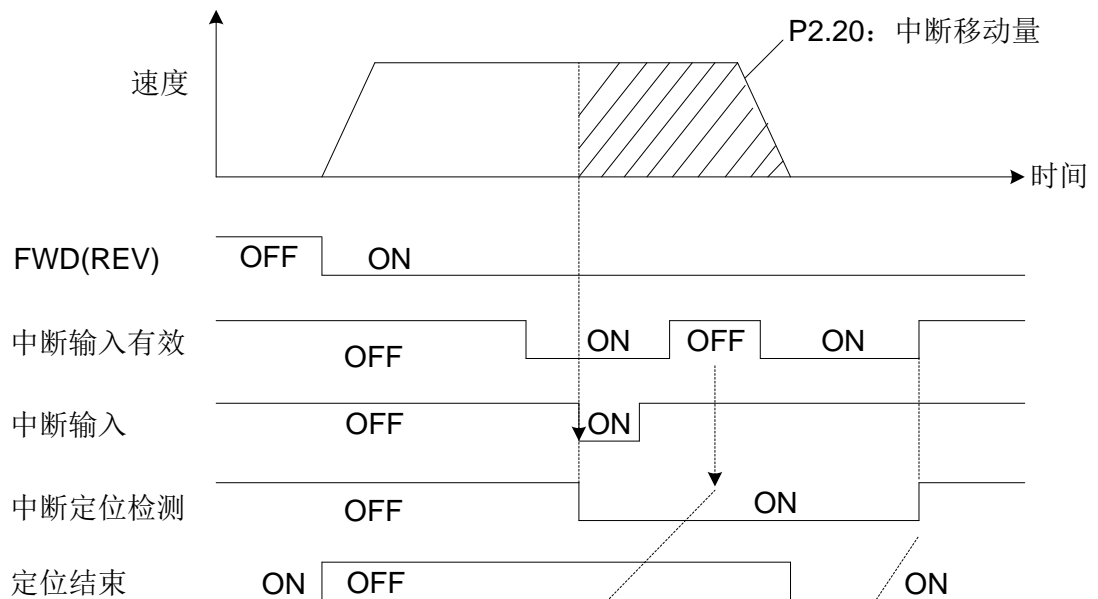 P2.20：中断移动量
速度
时间
FWD(REV) OFF ON
中断输入有效 OFF ON OFF ON
中断输入 OFF ON
中断定位检测 OFF ON
定位结束 ON OFF ON